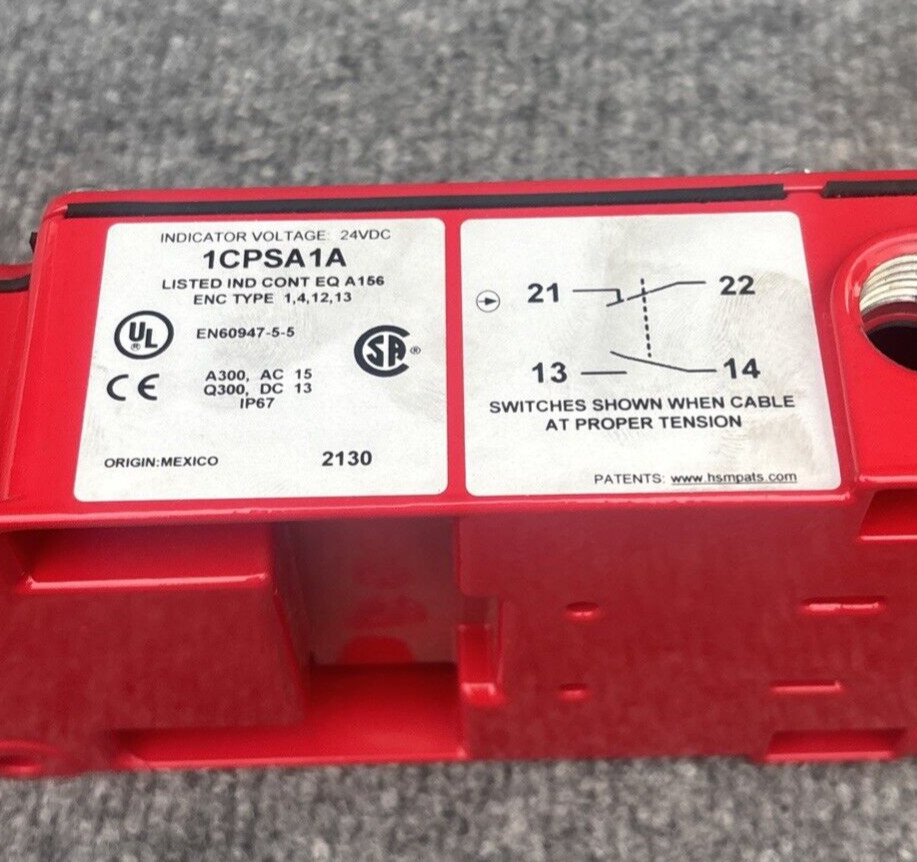 INDICATOR VOLTAGE: 24VDC
1CPSA1A
LISTED IND CONT EQ A156
ENC TYPE 1,4,12,13
UL
®
EN60947-5-5
SA ®
CE
A300, AC 15
Q300, DC 13
IP67
ORIGIN:MEXICO
2130
21 22
13 14
SWITCHES SHOWN WHEN CABLE
AT PROPER TENSION
PATENTS: www.hsmpats.com